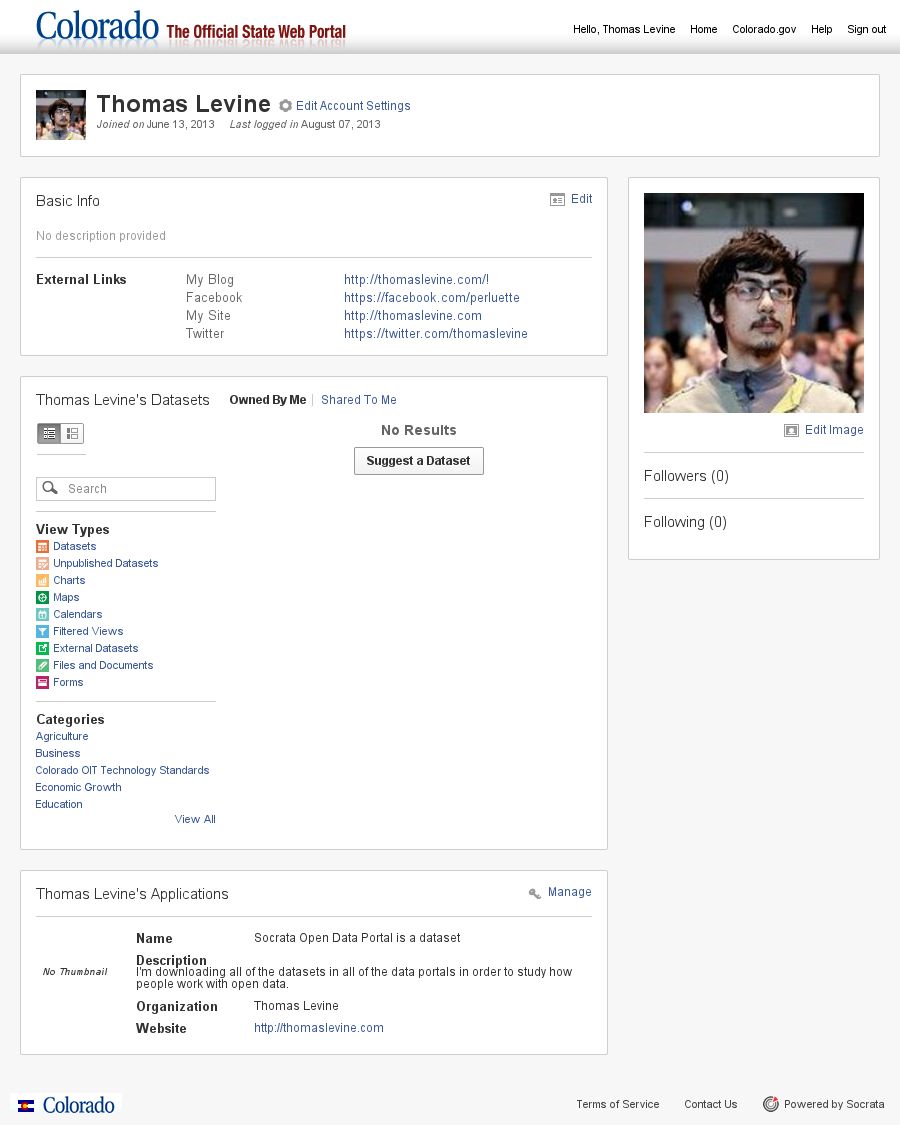 Colorado The Official State Web Portal
Hello, Thomas Levine Home Colorado.gov Help Sign out
Thomas Levine Edit Account Settings
Joined on June 13, 2013 Last logged in August 07, 2013
Basic Info
Edit
No description provided
External Links
My Blog http://thomaslevine.com/!
Facebook https://facebook.com/perluette
My Site http://thomaslevine.com
Twitter https://twitter.com/thomaslevine
Edit Image
Followers (0)
Following (0)
Thomas Levine's Datasets Owned By Me Shared To Me
No Results
Suggest a Dataset
Search
View Types
Datasets
Unpublished Datasets
Charts
Maps
Calendars
Filtered Views
External Datasets
Files and Documents
Forms
Categories
Agriculture
Business
Colorado OIT Technology Standards
Economic Growth
Education
View All
Thomas Levine's Applications
Manage
No Thumbnail
Name Socrata Open Data Portal is a dataset
Description
I'm downloading all of the datasets in all of the data portals in order to study how
people work with open data.
Organization Thomas Levine
Website http://thomaslevine.com
Colorado
Terms of Service Contact Us Powered by Socrata